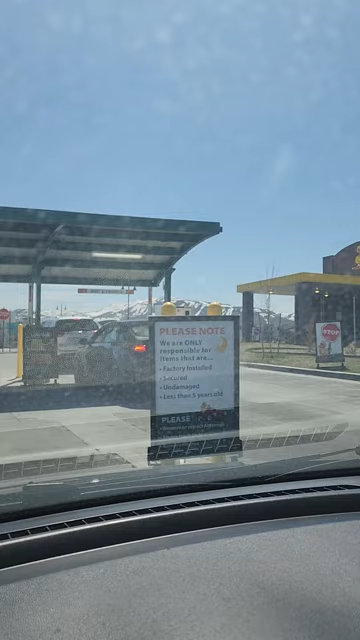 PLEASE NOTE
We are ONLY
responsible for
items that are...
• Factory Installed
• Secured
• Undamaged
• Less than 5 years old
PLEASE
STOP